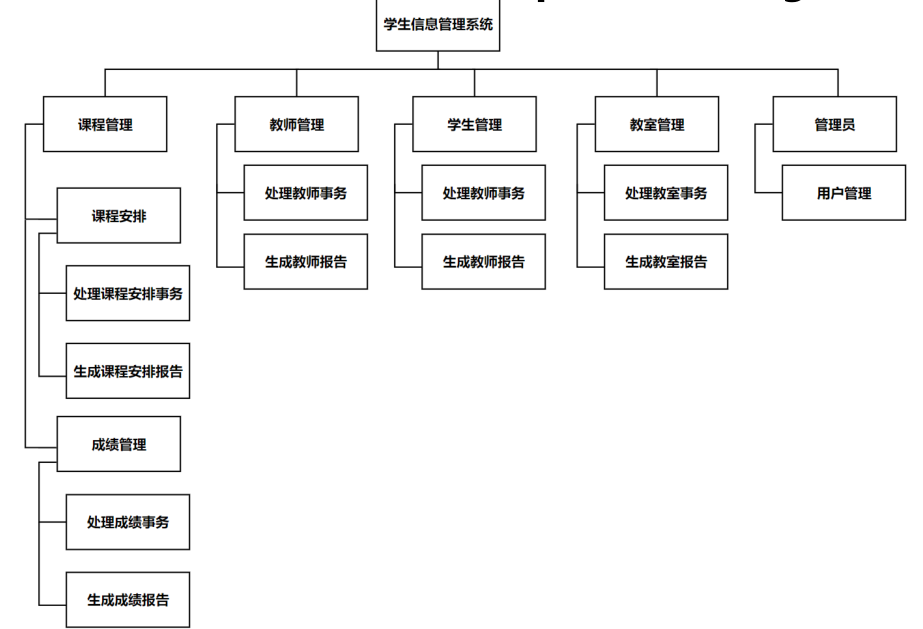 学生信息管理系统
课程管理
教师管理
学生管理
教室管理
管理员
处理教师事务
处理教师事务
处理教室事务
用户管理
课程安排
生成教师报告
生成教师报告
生成教室报告
处理课程安排事务
生成课程安排报告
成绩管理
处理成绩事务
生成成绩报告